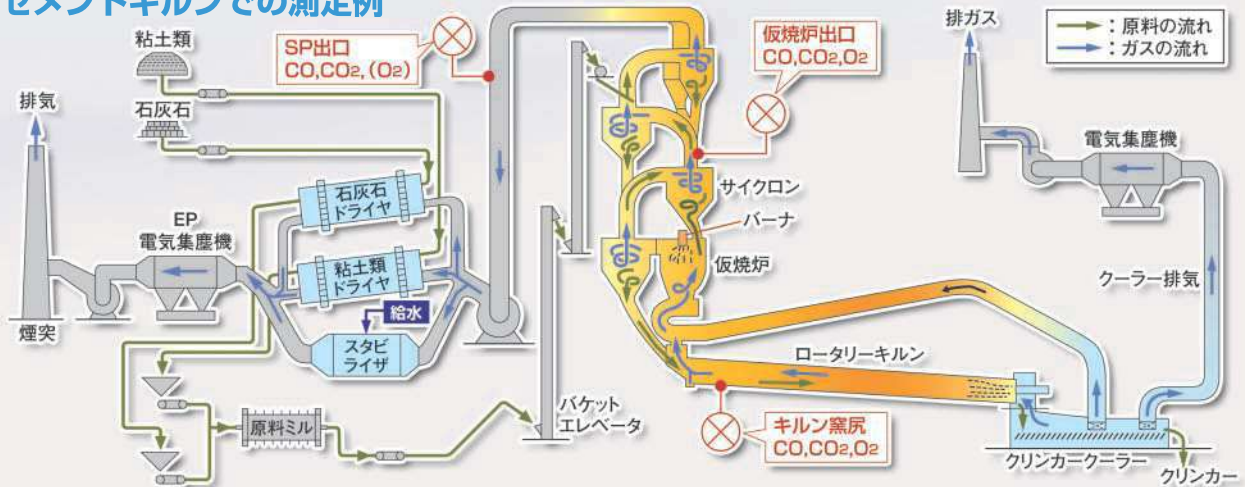 セメントキルンでの測定例
粘土類
石灰石
排気
SP出口
CO,CO2,(O2)
仮焼炉出口
CO,CO2,O2
排ガス
:原料の流れ
:ガスの流れ
電気集塵機
石灰石
ドライヤ
粘土類
ドライヤ
EP
電気集塵機
サイクロン
バーナ
仮焼炉
クーラー排気
給水
煙突
スタビ
ライザ
ロータリーキルン
バケット
エレベータ
原料ミル
キルン窯尻
CO,CO2,O2
クリンカークーラー
クリンカー